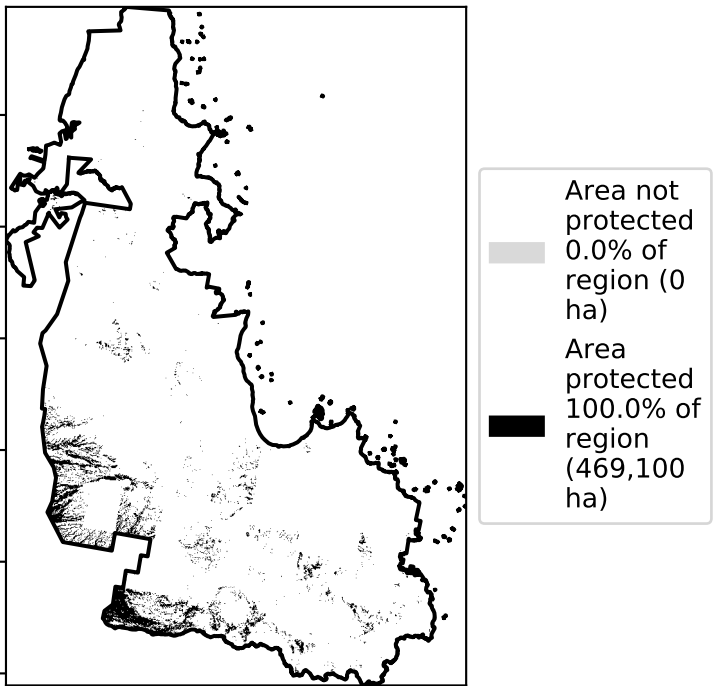 Area not
protected
0.0% of
region (0
ha)
Area
protected
100.0% of
region
(469,100
ha)